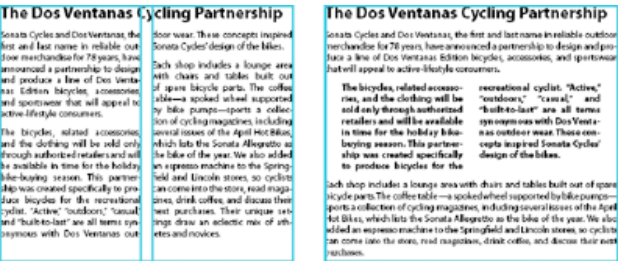 The Dos Ventanas Cycling Partnership
Sonata Cycles and Dos Ventanas, the
first and last name in reliable out-
door merchandise for 78 years, have
announced a partnership to design
and produce a line of Dos Venta-
nas Edition bicycles, accessories,
and sportswear that will appeal to
active-lifestyle consumers.
The bicycles, related accessories,
and the clothing will be sold only
through authorized retailers and will
be available in time for the holiday
bike-buying season. This partner-
ship was created specifically to pro-
duce bicycles for the recreational
cyclist. "Active," "outdoors," "casual,"
and "built-to-last" are all terms syn-
onymous with Dos Ventanas out-
door wear. These concepts inspired
Sonata Cycles' design of the bikes.
Each shop includes a lounge area
with chairs and tables built out
of spare bicycle parts. The coffee
table—a spoked wheel supported
by bike pumps—sports a collec-
tion of cycling magazines, including
several issues of the April Hot Bikes,
which lists the Sonata Allegretto as
the bike of the year. We also added
an espresso machine to the Spring-
field and Lincoln stores, so cyclists
can come into the store, read maga-
zines, drink coffee, and discuss their
next purchases. Their unique set-
tings draw an eclectic mix of ath-
letes and novices.
The Dos Ventanas Cycling Partnership
Sonata Cycles and Dos Ventanas, the first and last name in reliable outdoor
merchandise for 78 years, have announced a partnership to design and pro-
duce a line of Dos Ventanas Edition bicycles, accessories, and sportswear
that will appeal to active-lifestyle consumers.
The bicycles, related accesso-
ries, and the clothing will be
sold only through authorized
retailers and will be available
in time for the holiday bike-
buying season. This partner-
ship was created specifically
to produce bicycles for the
recreational cyclist. "Active,"
"outdoors," "casual," and
"built-to-last" are all terms
synonymous with Dos Venta-
nas outdoor wear. These con-
cepts inspired Sonata Cycles'
design of the bikes.
Each shop includes a lounge area with chairs and tables built out of spare
bicycle parts. The coffee table—a spoked wheel supported by bike pumps—
sports a collection of cycling magazines, including several issues of the April
Hot Bikes, which lists the Sonata Allegretto as the bike of the year. We also
added an espresso machine to the Springfield and Lincoln stores, so cyclists
can come into the store, read magazines, drink coffee, and discuss their next
purchases.